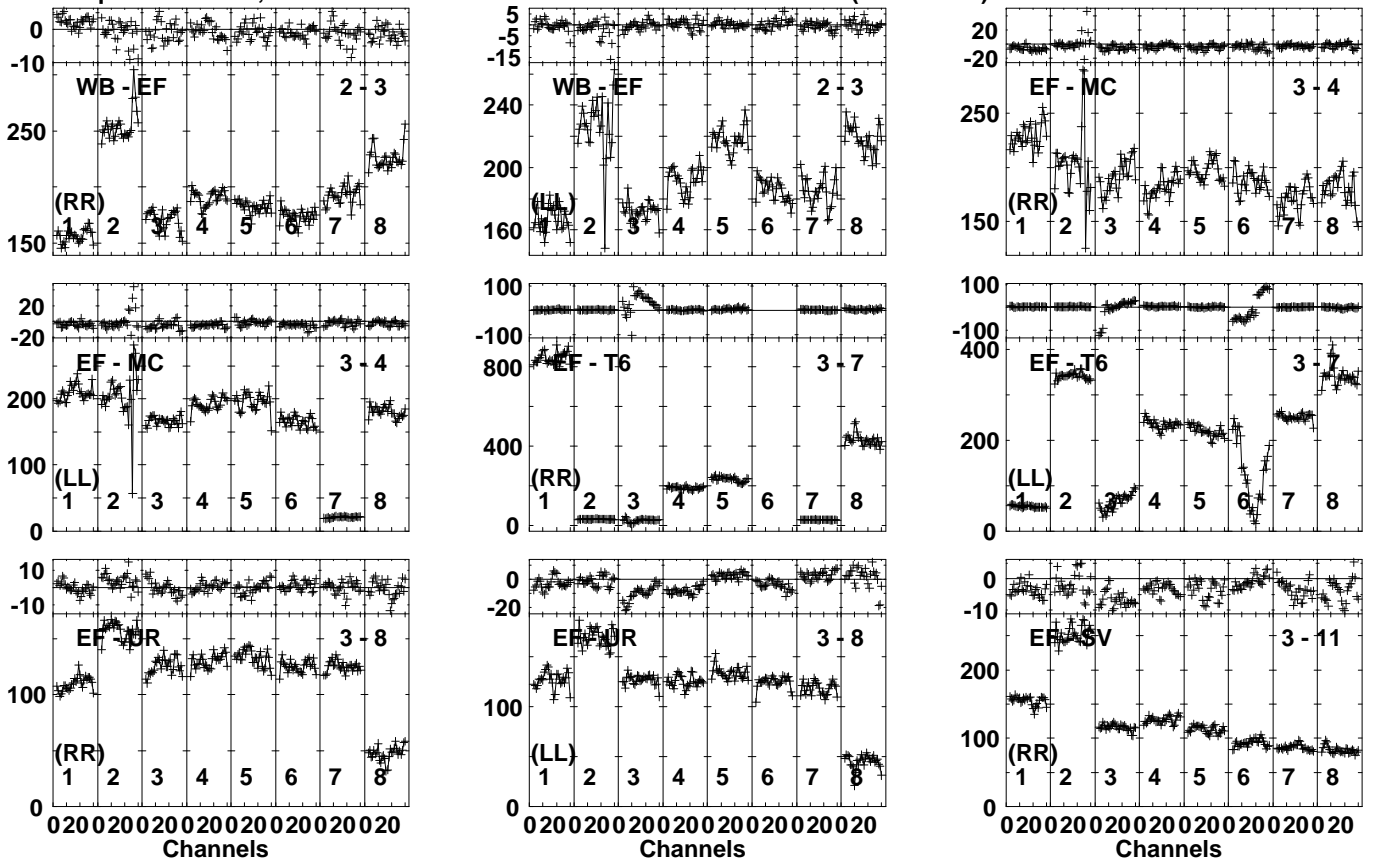 0
-10
WB - EF 2 - 3
250
150
(RR)
1 2 3 4 5 6 7 8
5
-5
-15
WB - EF 2 - 3
240
200
160
(LL)
1 2 3 4 5 6 7 8
20
-20
EF - MC 3 - 4
250
150
(RR)
1 2 3 4 5 6 7 8
20
-20
EF - MC 3 - 4
200
100
0
(LL)
1 2 3 4 5 6 7 8
100
-100
EF - T6 3 - 7
800
400
0
(RR)
1 2 3 4 5 6 7 8
100
-100
EF - T6 3 - 7
400
200
0
(LL)
1 2 3 4 5 6 7 8
10
-10
EF - UR 3 - 8
100
0
(RR)
1 2 3 4 5 6 7 8
0 20 0 20 0 20 0 20 0 20 0 20 0 20 0 20
Channels
0
-20
EF - UR 3 - 8
100
0
(LL)
1 2 3 4 5 6 7 8
0 20 0 20 0 20 0 20 0 20 0 20 0 20 0 20
Channels
0
-10
EF - SV 3 - 11
200
100
0
(RR)
1 2 3 4 5 6 7 8
0 20 0 20 0 20 0 20 0 20 0 20 0 20 0 20
Channels